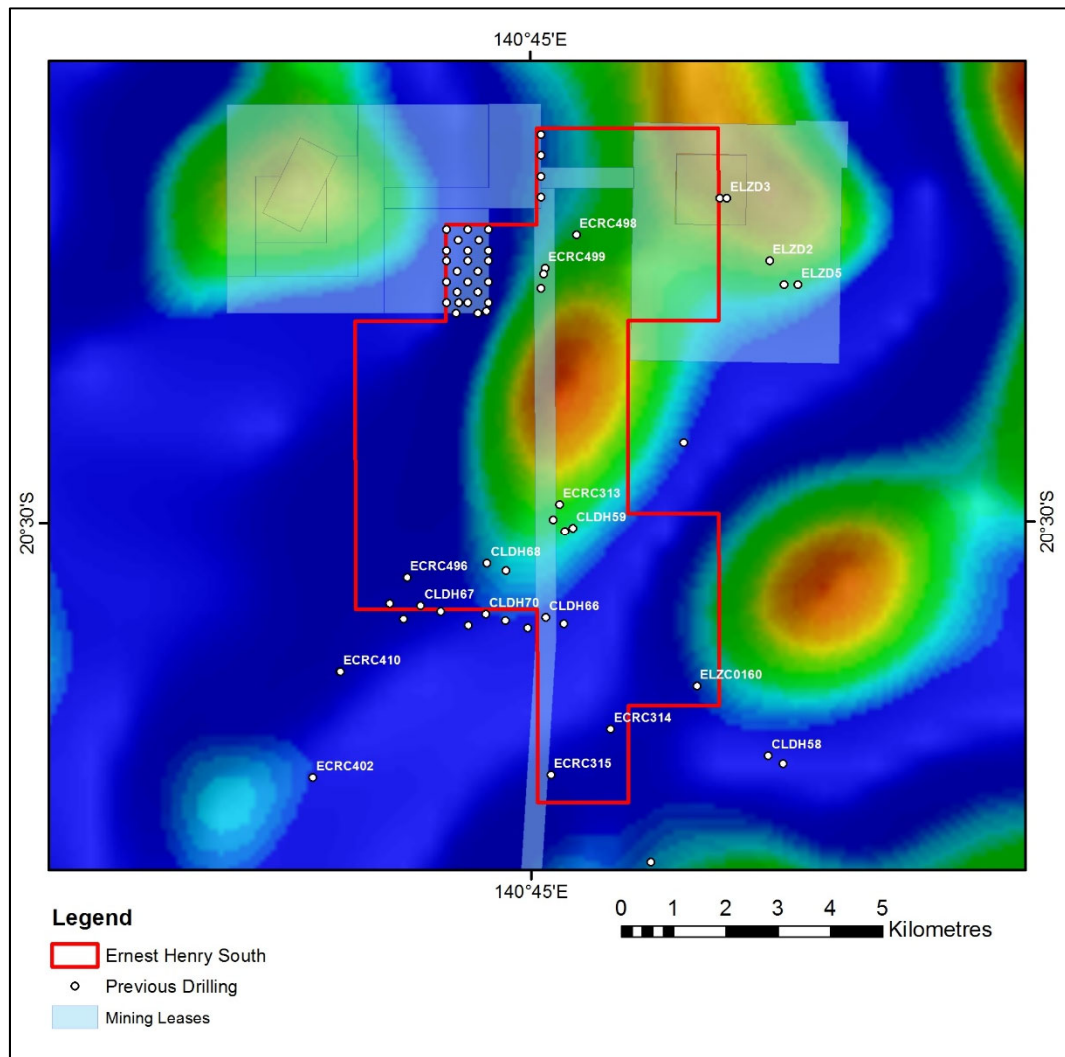 140°45'E
ELZD3
ECRC498
ELZD2
ECRC499
ELZD5
ECRC313
20°30'S
CLDH59
20°30'S
CLDH68
ECRC496
CLDH67
CLDH70
CLDH66
ECRC410
ELZC0160
ECRC314
CLDH58
ECRC315
ECRC402
140°45'E
Legend
0 1 2 3 4 5
Kilometres
Ernest Henry South
Previous Drilling
Mining Leases